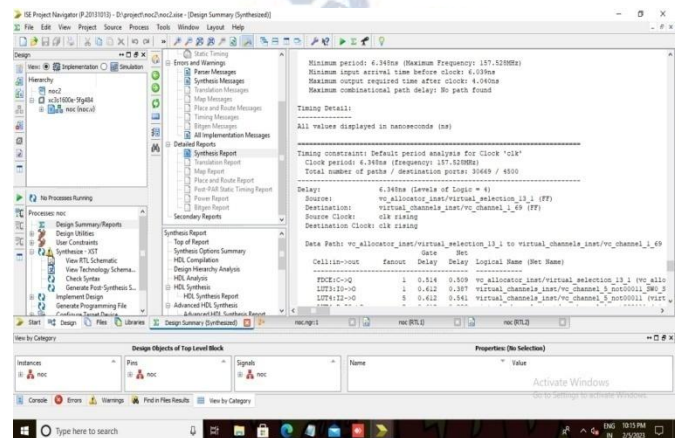 ISE Project Navigator (P.20131013) - D:\project\noc2\noc2.xise - [Design Summary (Synthesized)]
File Edit View Project Source Process Tools Window Layout Help
Design
View: Implementation Simulation
Hierarchy
noc2
xc3s1600e-5fg484
noc (noc.v)
No Processes Running
Processes: noc
Design Summary/Reports
Design Utilities
User Constraints
Synthesize - XST
View RTL Schematic
View Technology Schema...
Check Syntax
Generate Post-Synthesis S...
Implement Design
Generate Programming File
Configure Target Device
Start Design Files Libraries
Static Timing
Errors and Warnings
Parser Messages
Synthesis Messages
Translation Messages
Map Messages
Place and Route Messages
Timing Messages
Bitgen Messages
All Implementation Messages
Detailed Reports
Synthesis Report
Translation Report
Map Report
Place and Route Report
Post-PAR Static Timing Report
Power Report
Bitgen Report
Secondary Reports
Synthesis Report
Top of Report
Synthesis Options Summary
HDL Compilation
Design Hierarchy Analysis
HDL Analysis
HDL Synthesis
HDL Synthesis Report
Advanced HDL Synthesis
Advanced HDL Synthesis Report
Minimum period: 6.348ns (Maximum Frequency: 157.528MHz)
Minimum input arrival time before clock: 6.039ns
Maximum output required time after clock: 4.040ns
Maximum combinational path delay: No path found
Timing Detail:
--------------
All values displayed in nanoseconds (ns)
Timing constraint: Default period analysis for Clock 'clk'
Clock period: 6.348ns (frequency: 157.528MHz)
Total number of paths / destination ports: 30669 / 4500
Delay: 6.348ns (Levels of Logic = 4)
Source: vc_allocator_inst/virtual_selection_13_1 (FF)
Destination: virtual_channels_inst/vc_channel_1_69 (FF)
Source Clock: clk rising
Destination Clock: clk rising
Data Path: vc_allocator_inst/virtual_selection_13_1 to virtual_channels_inst/vc_channel_1_69
Gate Net
Cell:in->out fanout Delay Delay Logical Name (Net Name)
FDCE:C->Q 1 0.514 0.509 vc_allocator_inst/virtual_selection_13_1 (vc_allo
LUT3:I0->O 1 0.612 0.387 virtual_channels_inst/vc_channel_5_not00011_SW0_S
LUT4:I2->O 5 0.612 0.541 virtual_channels_inst/vc_channel_5_not00011 (virt
Design Summary (Synthesized) noc.ngr:1 noc (RTL1) noc (RTL2)
View by Category
Design Objects of Top Level Block
Properties: (No Selection)
Instances Pins Signals Name Value
noc noc noc
Activate Windows
Go to Settings to activate Windows.
Console Errors Warnings Find in Files Results View by Category
Type here to search
ENG 10:15 PM
IN 2/5/2021